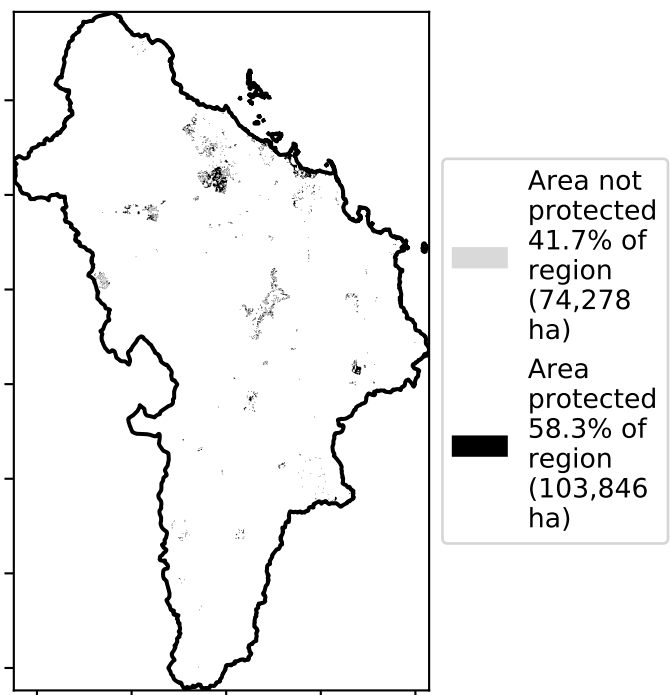 Area not
protected
41.7% of
region
(74,278
ha)
Area
protected
58.3% of
region
(103,846
ha)